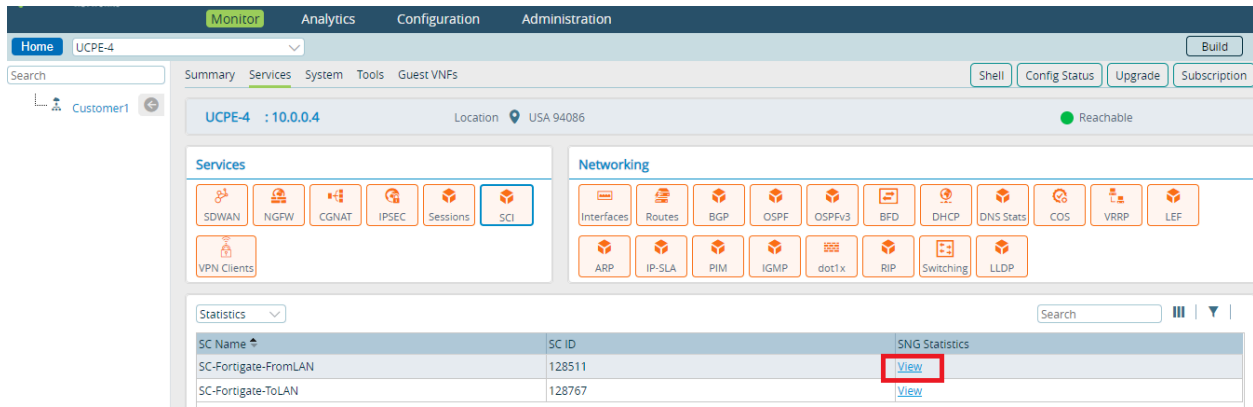 Monitor Analytics Configuration Administration
Home UCPE-4 Build
Search Summary Services System Tools Guest VNFs Shell Config Status Upgrade Subscription
Customer1
UCPE-4 : 10.0.0.4 Location USA 94086 Reachable
Services
SDWAN NGFW CGNAT IPSEC Sessions SCI
VPN Clients
Networking
Interfaces Routes BGP OSPF OSPFv3 BFD DHCP DNS Stats COS VRRP LEF
ARP IP-SLA PIM IGMP dot1x RIP Switching LLDP
Statistics Search
SC Name SC ID SNG Statistics
SC-Fortigate-FromLAN 128511 View
SC-Fortigate-ToLAN 128767 View